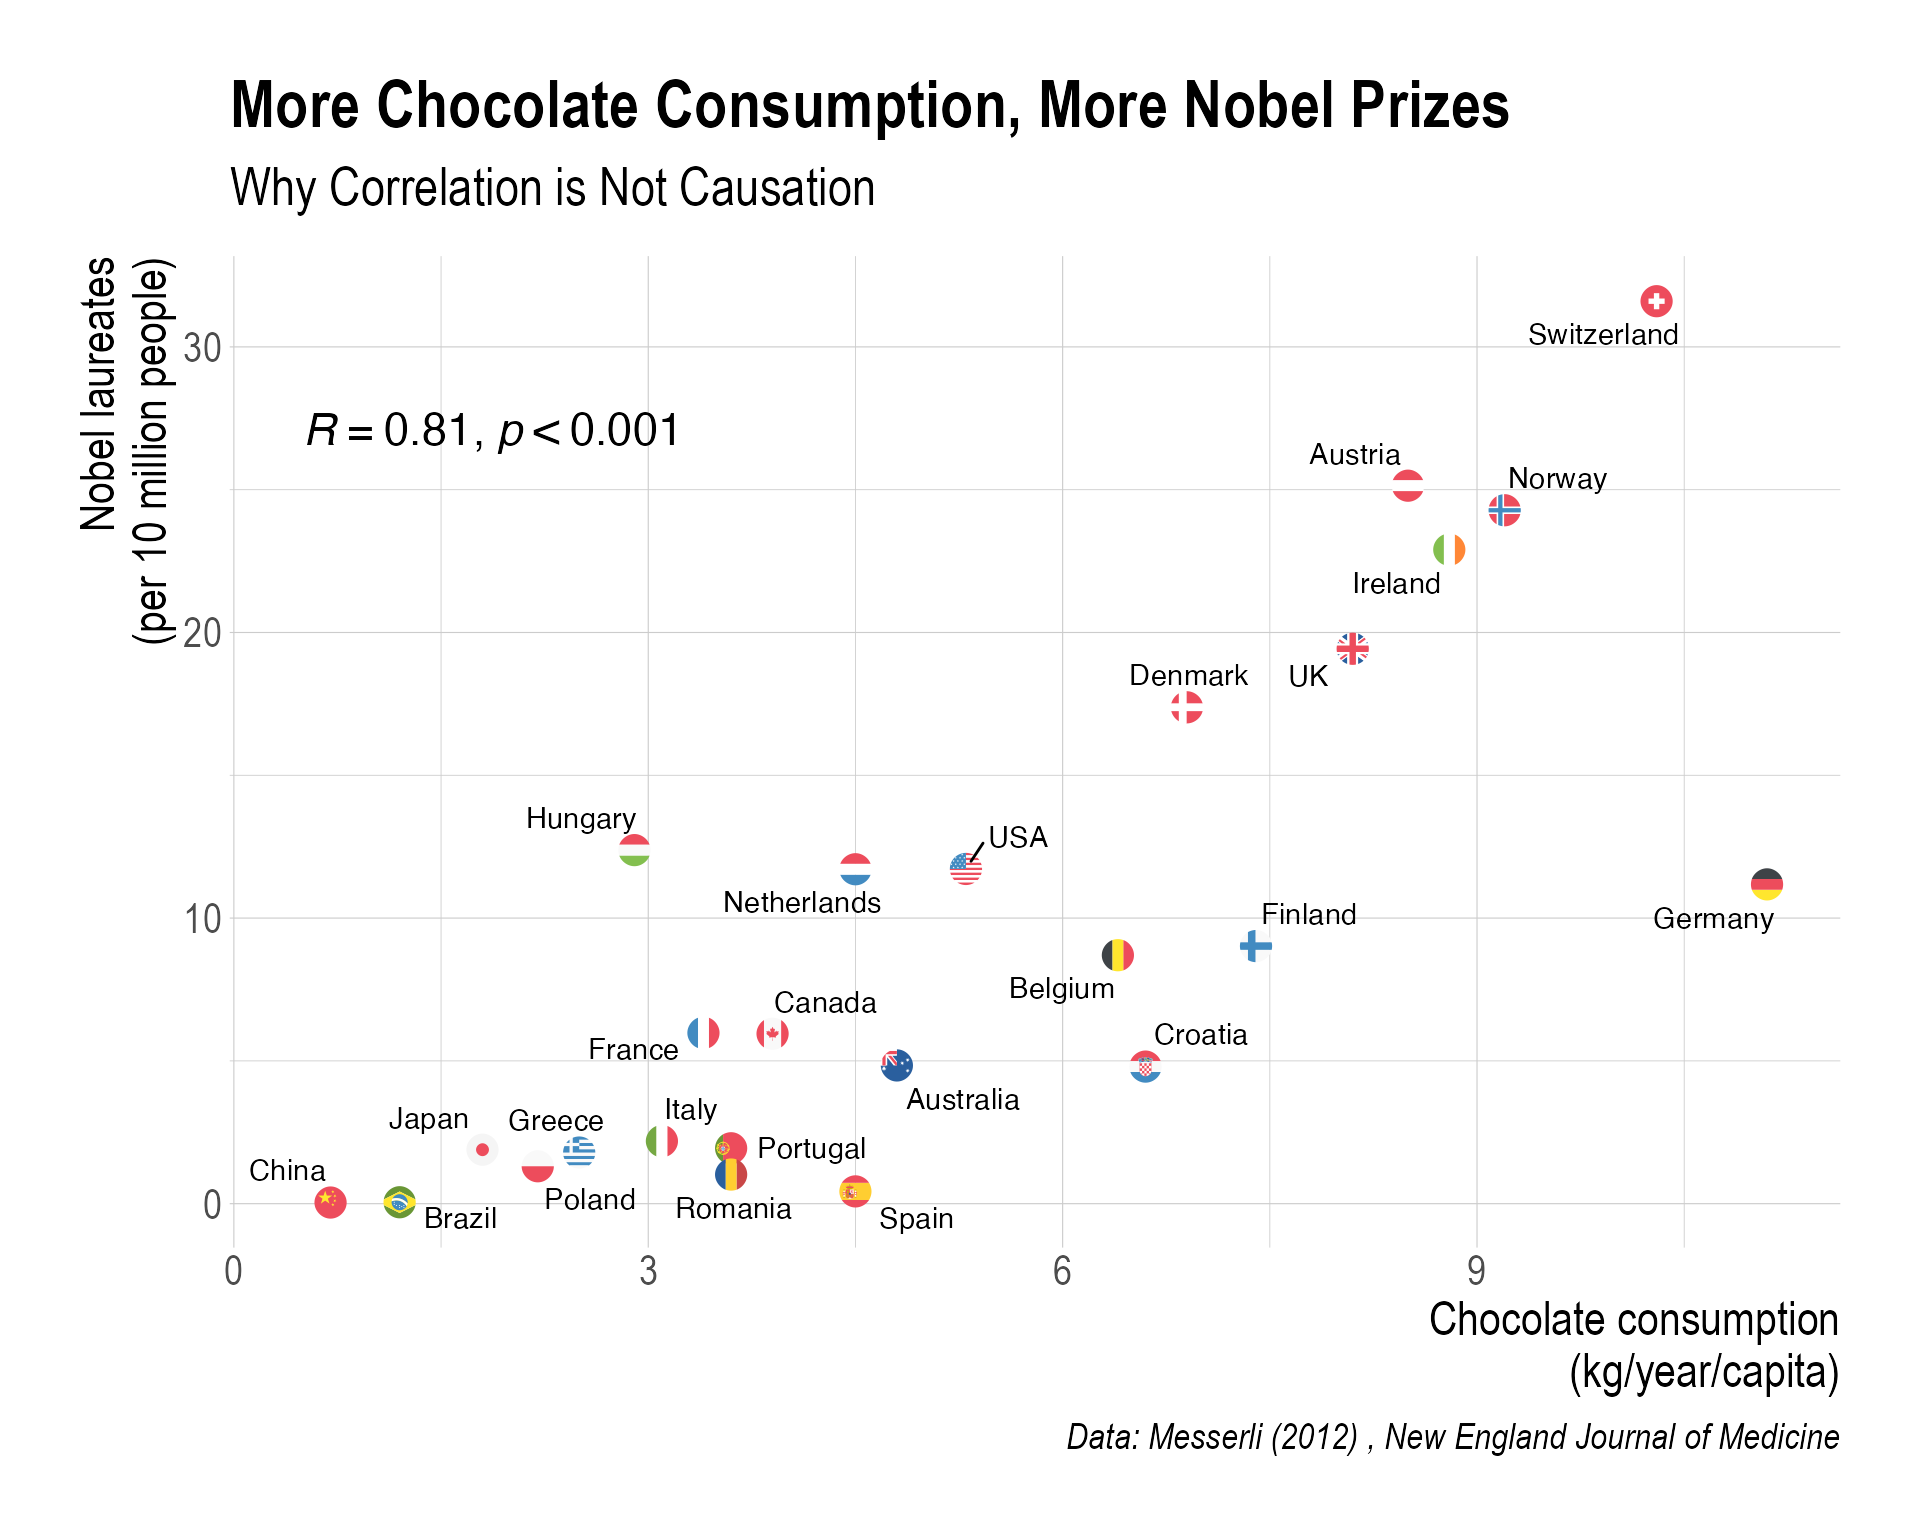 More Chocolate Consumption, More Nobel Prizes
Why Correlation is Not Causation
Nobel laureates
(per 10 million people)
30
20
10
0
R = 0.81, p < 0.001
Switzerland
Austria
Norway
Ireland
UK
Denmark
Hungary
USA
Netherlands
Germany
Finland
Belgium
Canada
France
Croatia
Australia
Italy
Japan
Greece
Portugal
China
Poland
Romania
Brazil
Spain
0
3
6
9
Chocolate consumption
(kg/year/capita)
Data: Messerli (2012) , New England Journal of Medicine